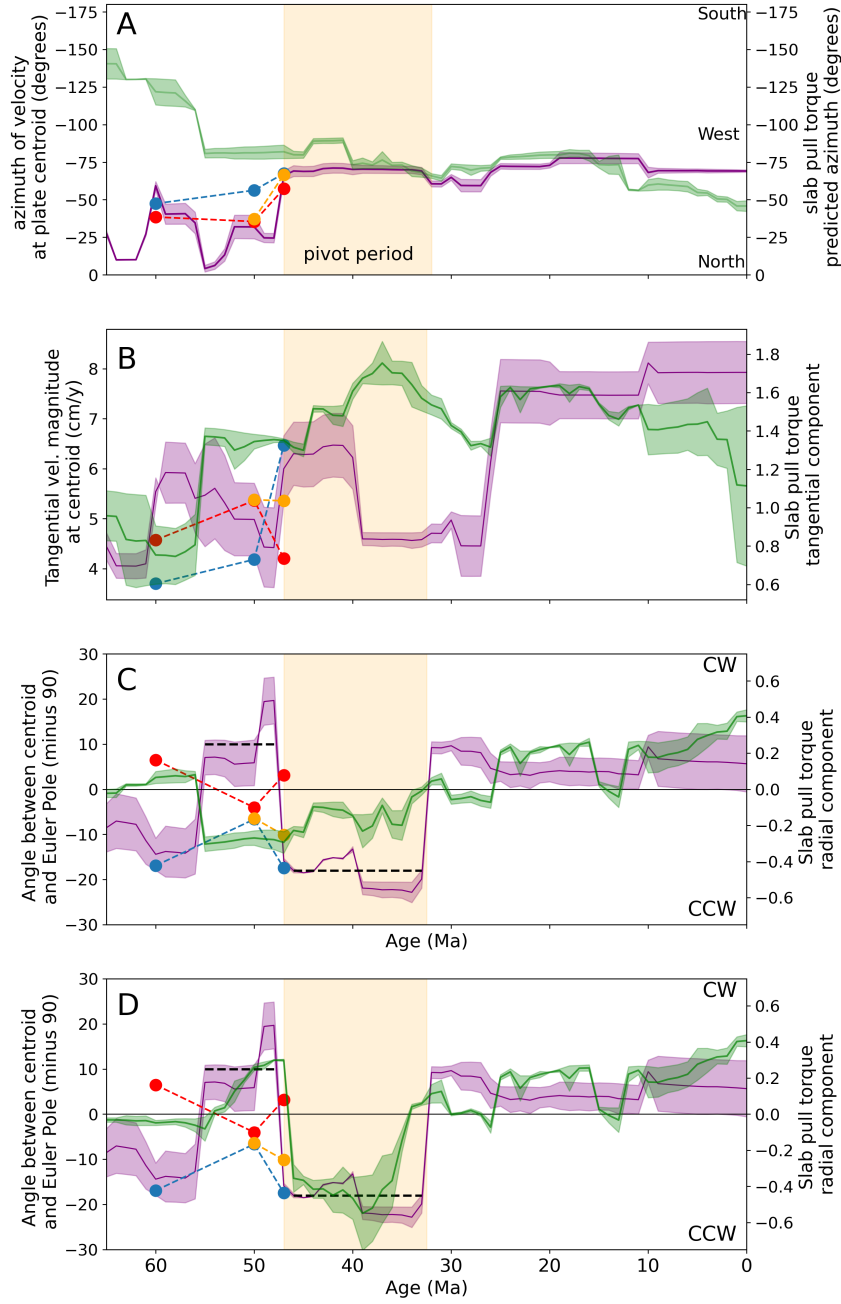 A
−175
−150
−125
−100
−75
−50
−25
0
azimuth of velocity
at plate centroid (degrees)
South
West
North
pivot period
−175
−150
−125
−100
−75
−50
−25
0
slab pull torque
predicted azimuth (degrees)
B
8
7
6
5
4
Tangential vel. magnitude
at centroid (cm/y)
1.8
1.6
1.4
1.2
1.0
0.8
0.6
Slab pull torque
tangential component
C
30
20
10
0
−10
−20
−30
Angle between centroid
and Euler Pole (minus 90)
CW
CCW
0.6
0.4
0.2
0.0
−0.2
−0.4
−0.6
Slab pull torque
radial component
Age (Ma)
D
30
20
10
0
−10
−20
−30
Angle between centroid
and Euler Pole (minus 90)
CW
CCW
0.6
0.4
0.2
0.0
−0.2
−0.4
−0.6
Slab pull torque
radial component
60 50 40 30 20 10 0
Age (Ma)